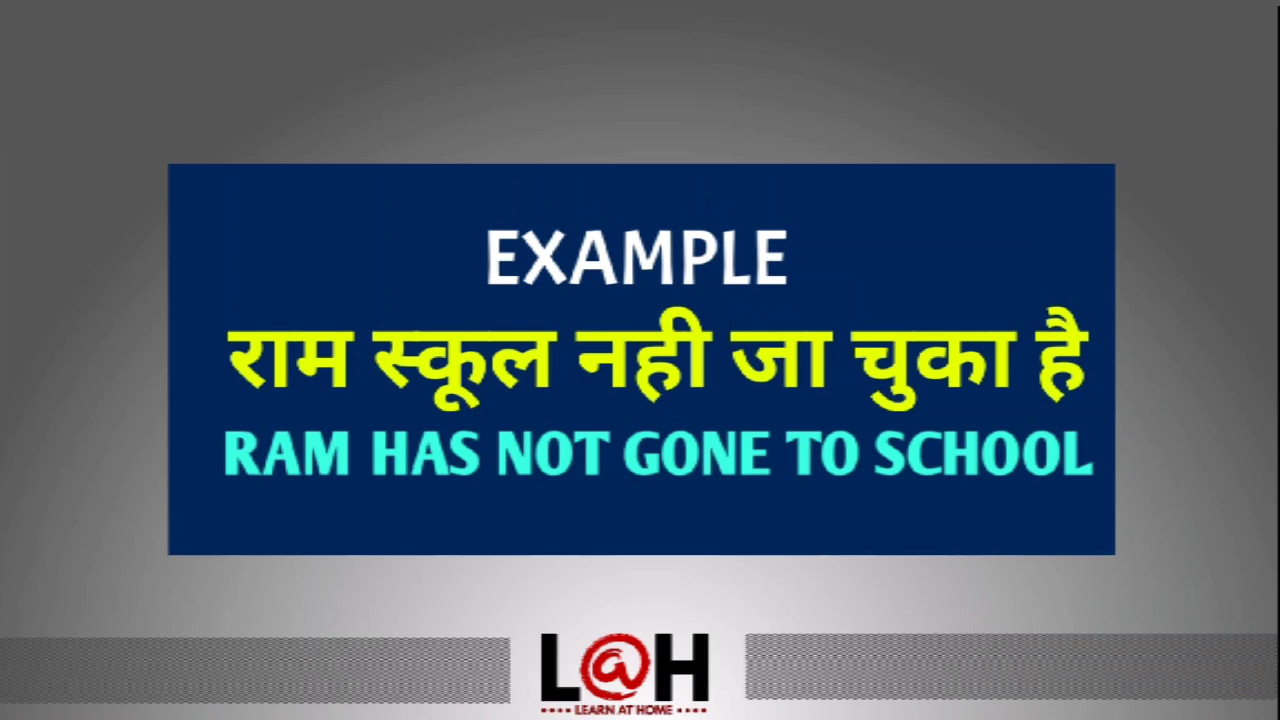 EXAMPLE
राम स्कूल नही जा चुका है
RAM HAS NOT GONE TO SCHOOL
L@H
LEARN AT HOME